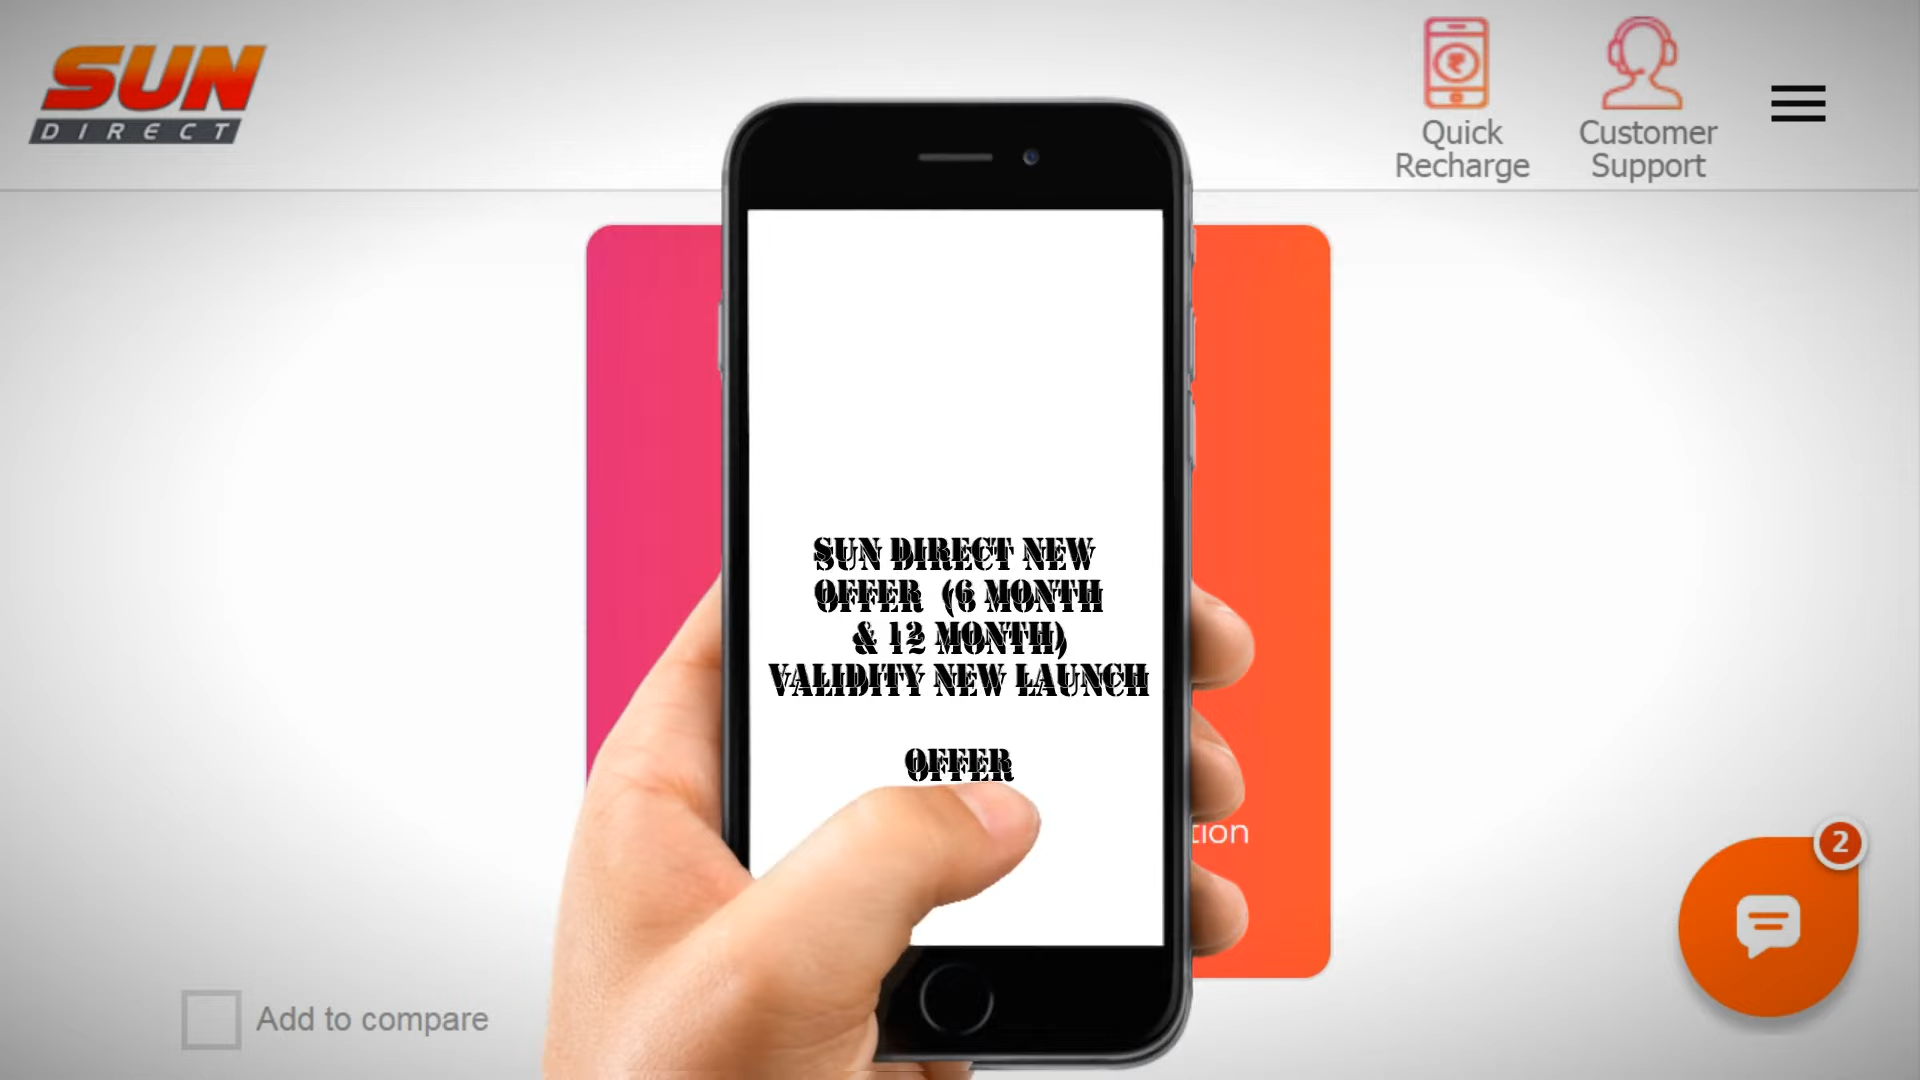 SUN
DIRECT
Quick
Recharge
Customer
Support
SUN DIRECT NEW
OFFER (6 MONTH
& 12 MONTH)
VALIDITY NEW LAUNCH
OFFER
tion
2
Add to compare